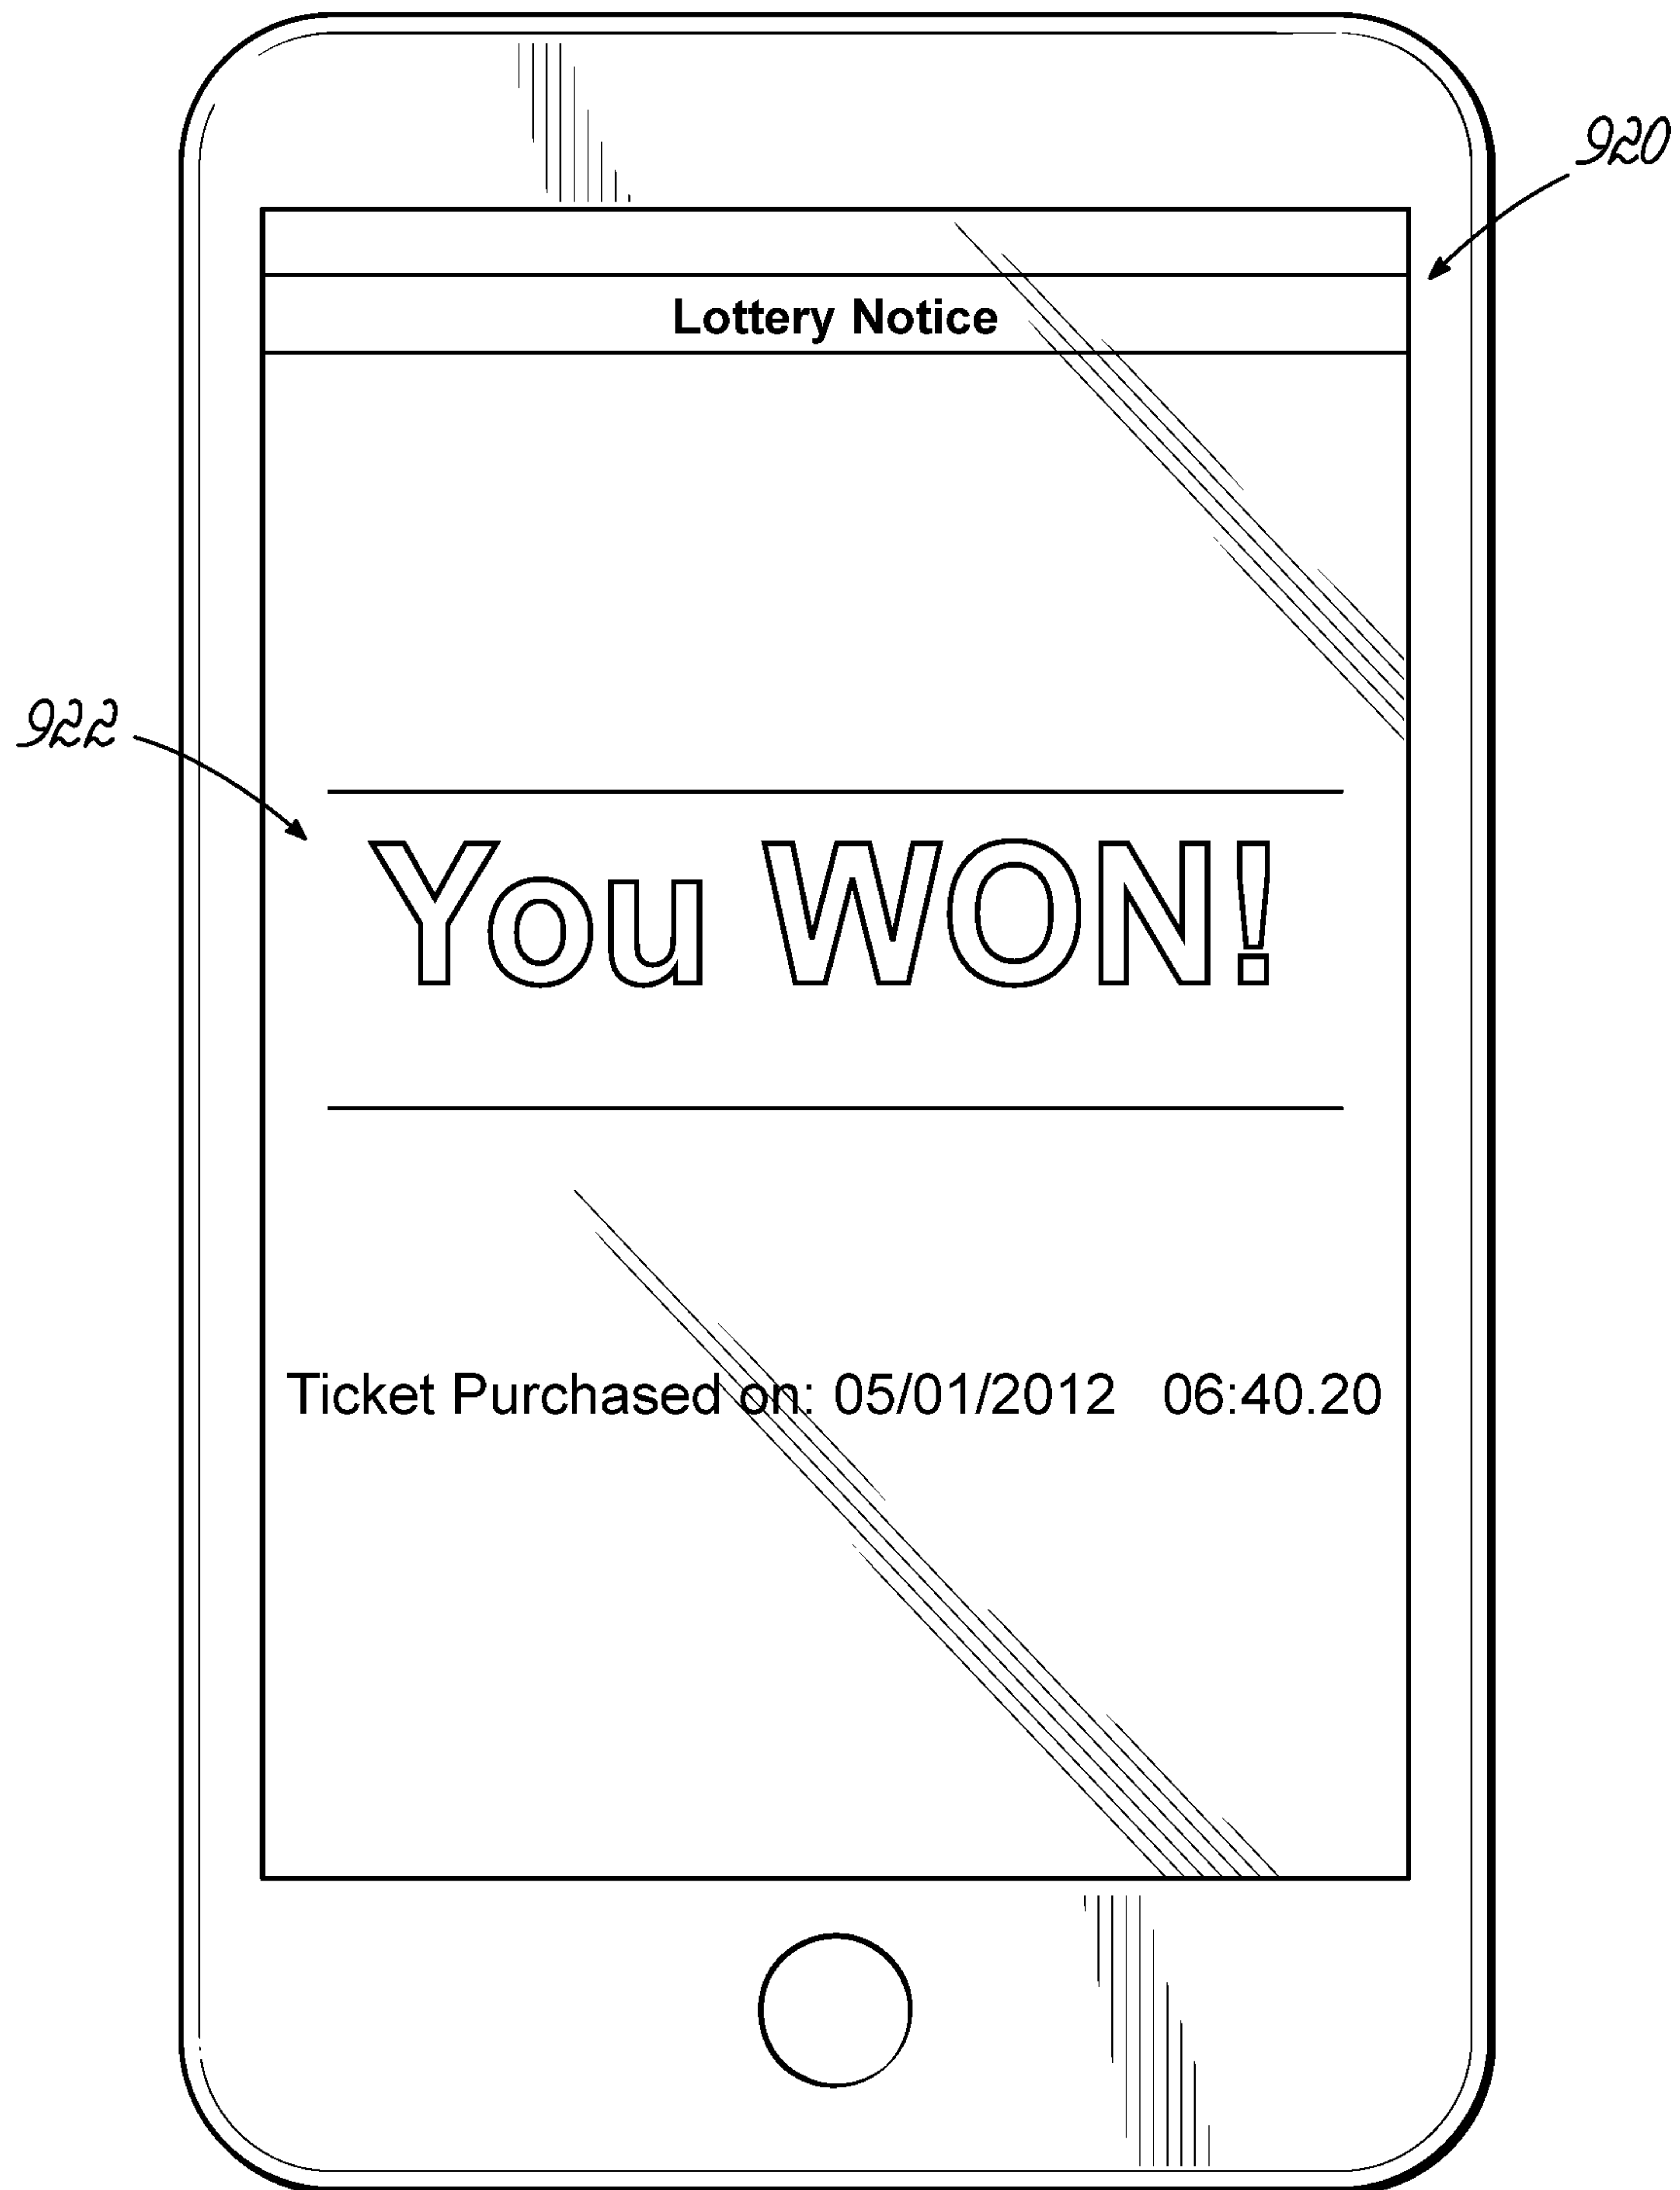 920
Lottery Notice
922
You WON!
Ticket Purchased on: 05/01/2012 06:40.20